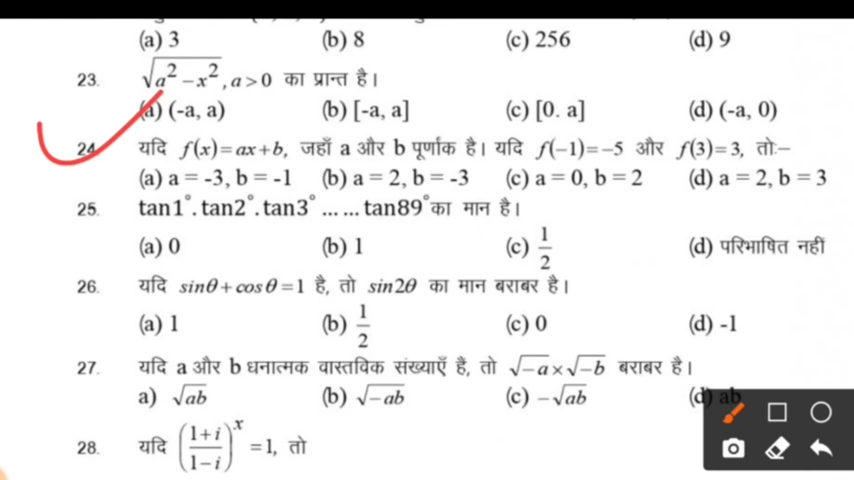 (a) 3 (b) 8 (c) 256 (d) 9
23. √(a² − x²), a > 0 का प्रान्त है।
(a) (-a, a) (b) [-a, a] (c) [0. a] (d) (-a, 0)
24. यदि f(x) = ax + b, जहाँ a और b पूर्णांक है। यदि f(−1) = −5 और f(3) = 3, तोः−
(a) a = -3, b = -1 (b) a = 2, b = -3 (c) a = 0, b = 2 (d) a = 2, b = 3
25. tan1°.tan2°.tan3° ... ... tan89° का मान है।
(a) 0 (b) 1 (c) 1/2 (d) परिभाषित नहीं
26. यदि sinθ + cosθ = 1 है, तो sin2θ का मान बराबर है।
(a) 1 (b) 1/2 (c) 0 (d) -1
27. यदि a और b धनात्मक वास्तविक संख्याएँ है, तो √−a × √−b बराबर है।
a) √ab (b) √−ab (c) −√ab (d) ab
28. यदि ((1+i)/(1−i))^x = 1, तो